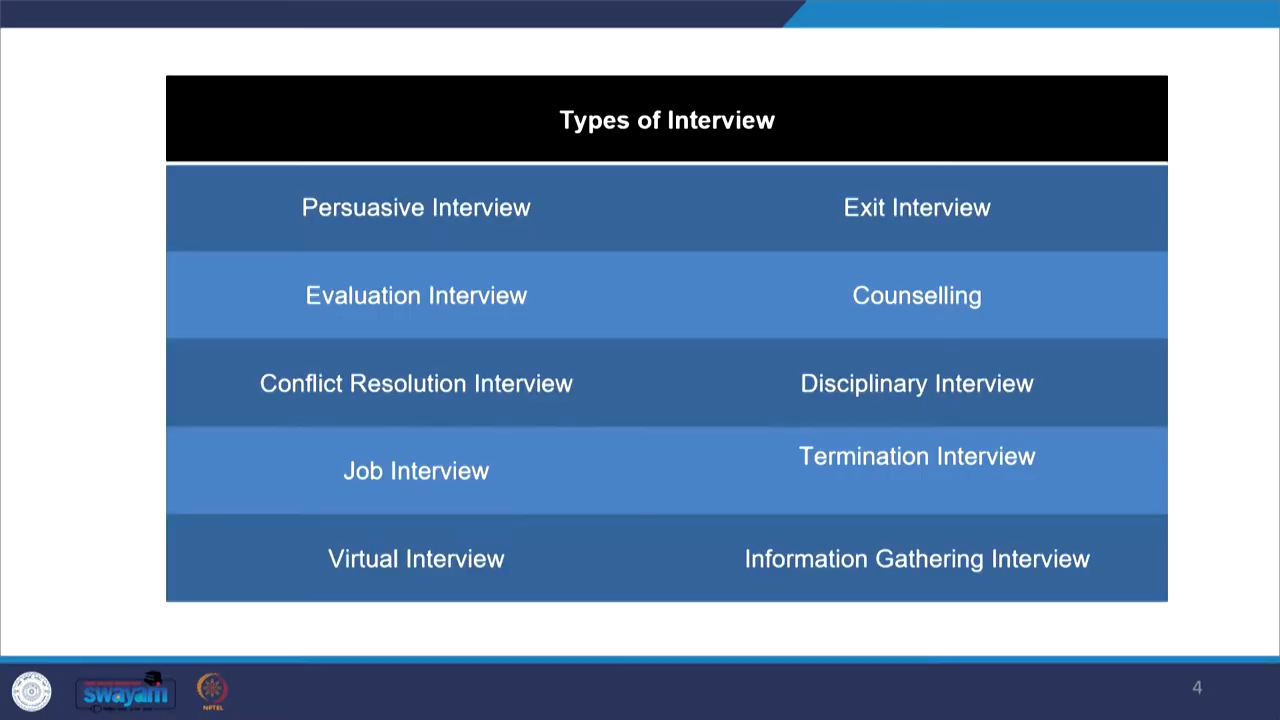 Types of Interview
Persuasive Interview
Exit Interview
Evaluation Interview
Counselling
Conflict Resolution Interview
Disciplinary Interview
Job Interview
Termination Interview
Virtual Interview
Information Gathering Interview
swayam
NPTEL
4